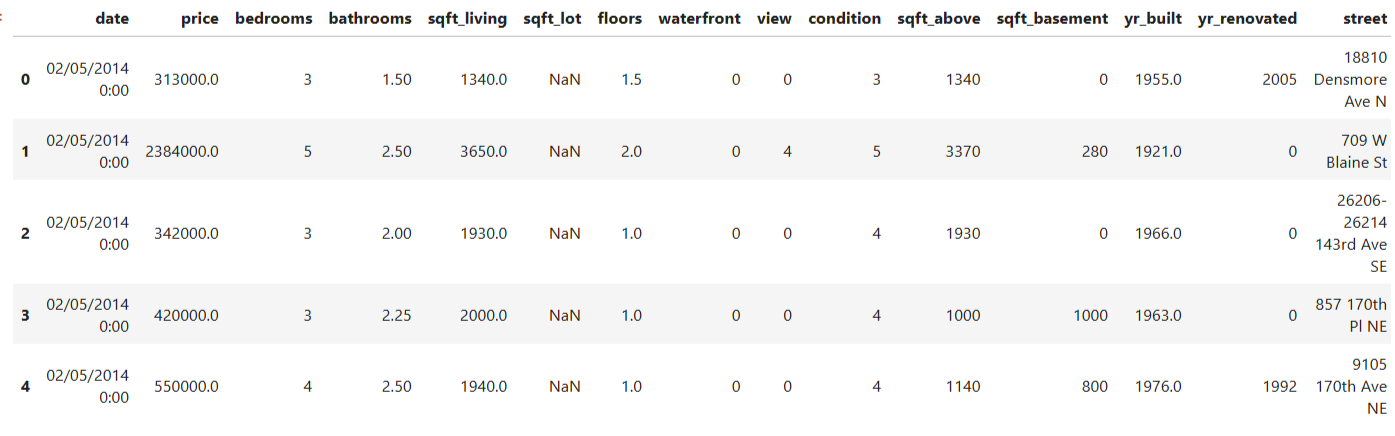 date price bedrooms bathrooms sqft_living sqft_lot floors waterfront view condition sqft_above sqft_basement yr_built yr_renovated street
0 02/05/2014 0:00 313000.0 3 1.50 1340.0 NaN 1.5 0 0 3 1340 0 1955.0 2005 18810 Densmore Ave N
1 02/05/2014 0:00 2384000.0 5 2.50 3650.0 NaN 2.0 0 4 5 3370 280 1921.0 0 709 W Blaine St
2 02/05/2014 0:00 342000.0 3 2.00 1930.0 NaN 1.0 0 0 4 1930 0 1966.0 0 26206-26214 143rd Ave SE
3 02/05/2014 0:00 420000.0 3 2.25 2000.0 NaN 1.0 0 0 4 1000 1000 1963.0 0 857 170th Pl NE
4 02/05/2014 0:00 550000.0 4 2.50 1940.0 NaN 1.0 0 0 4 1140 800 1976.0 1992 9105 170th Ave NE